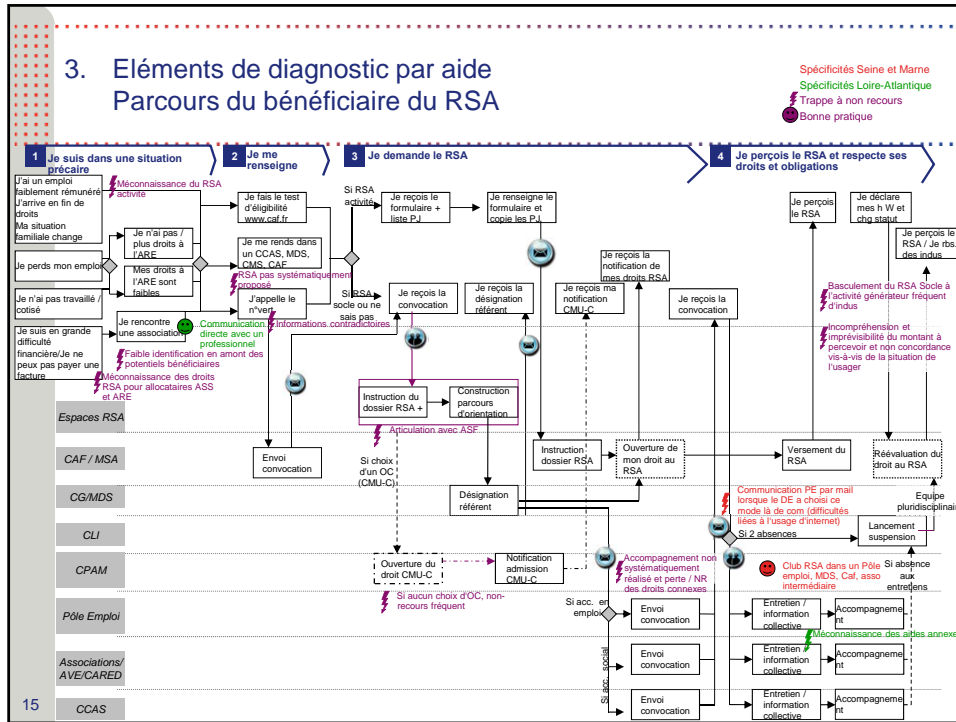 3. Eléments de diagnostic par aide
Parcours du bénéficiaire du RSA
Spécificités Seine et Marne
Spécificités Loire-Atlantique
Trappe à non recours
Bonne pratique
1 Je suis dans une situation
précaire
2 Je me
renseigne
3 Je demande le RSA
4 Je perçois le RSA et respecte ses
droits et obligations
J'ai un emploi
faiblement rémunéré
J'arrive en fin de
droits
Ma situation
familiale change
Méconnaissance du RSA
activité
Je perds mon emploi
Je n'ai pas /
plus droits à
l'ARE
Mes droits à
l'ARE sont
faibles
Je n'ai pas travaillé /
cotisé
Je suis en grande
difficulté
financière/Je ne
peux pas payer une
facture
Je rencontre
une association
Communication
directe avec un
professionnel
Faible identification en amont des
potentiels bénéficiaires
Méconnaissance des droits
RSA pour allocataires ASS
et ARE
Je fais le test
d'éligibilité
www.caf.fr
Je me rends dans
un CCAS, MDS,
CMS, CAF
RSA pas systématiquement
proposé
J'appelle le
n°vert
Informations contradictoires
Si RSA
activité
Si RSA
socle ou ne
sais pas
Je reçois le
formulaire +
liste PJ
Je renseigne le
formulaire et
copie les PJ
Je reçois la
convocation
Je reçois la
désignation
référent
Je reçois la
notification de
mes droits RSA
Je reçois ma
notification
CMU-C
Je reçois la
convocation
Je perçois
le RSA
Je déclare
mes h W et
chg statut
Je perçois le
RSA / Je rbs.
des indus
Basculement du RSA Socle à
l'activité générateur fréquent
d'indus
Incompréhension et
imprévisibilité du montant à
percevoir et non concordance
vis-à-vis de la situation de
l'usager
Espaces RSA
Instruction du
dossier RSA +
Construction
parcours
d'orientation
Articulation avec ASF
CAF / MSA
Envoi
convocation
Si choix
d'un OC
(CMU-C)
Instruction
dossier RSA
Ouverture de
mon droit au
RSA
Versement du
RSA
Réévaluation du
droit au RSA
CG/MDS
Désignation
référent
Communication PE par mail
lorsque le DE a choisi ce
mode là de com (difficultés
liées à l'usage d'internet)
Equipe
pluridisciplinair
CLI
Si 2 absences
Lancement
suspension
CPAM
Ouverture du
droit CMU-C
Notification
admission
CMU-C
Si aucun choix d'OC, non-
recours fréquent
Accompagnement non
systématiquement
réalisé et perte / NR
des droits connexes
Club RSA dans un Pôle
emploi, MDS, Caf, asso
intermédiaire
Si absence
aux
entretiens
Pôle Emploi
Si acc. en
emploi
Envoi
convocation
Entretien /
information
collective
Accompagneme
nt
Méconnaissance des aides annexe
Associations/
AVE/CARED
Si acc. social
Envoi
convocation
Entretien /
information
collective
Accompagneme
nt
CCAS
Envoi
convocation
Entretien /
information
collective
Accompagneme
nt
15